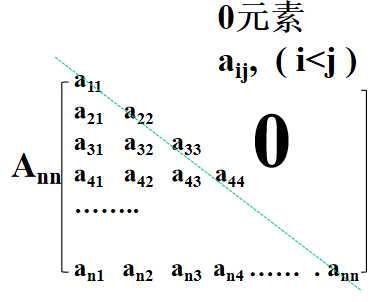 0元素
aij, ( i<j )
a11
a21 a22
a31 a32 a33
0
Ann
a41 a42 a43 a44
……..
an1 an2 an3 an4 …… . ann